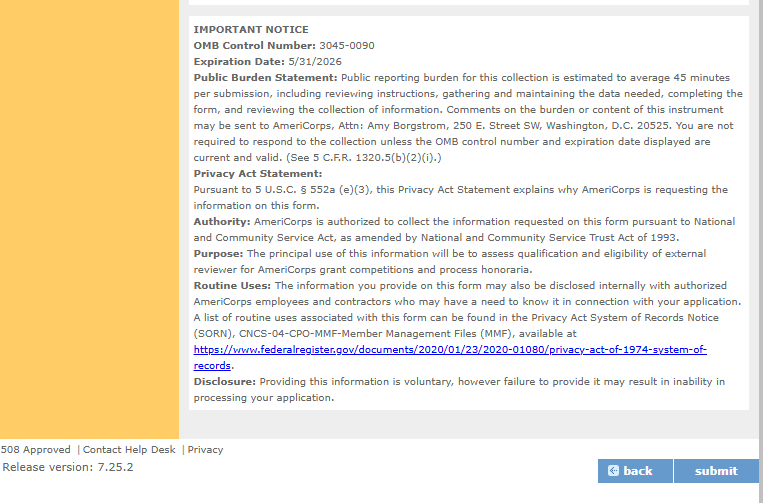 IMPORTANT NOTICE
OMB Control Number: 3045-0090
Expiration Date: 5/31/2026
Public Burden Statement: Public reporting burden for this collection is estimated to average 45 minutes
per submission, including reviewing instructions, gathering and maintaining the data needed, completing the
form, and reviewing the collection of information. Comments on the burden or content of this instrument
may be sent to AmeriCorps, Attn: Amy Borgstrom, 250 E. Street SW, Washington, D.C. 20525. You are not
required to respond to the collection unless the OMB control number and expiration date displayed are
current and valid. (See 5 C.F.R. 1320.5(b)(2)(i).)
Privacy Act Statement:
Pursuant to 5 U.S.C. § 552a (e)(3), this Privacy Act Statement explains why AmeriCorps is requesting the
information on this form.
Authority: AmeriCorps is authorized to collect the information requested on this form pursuant to National
and Community Service Act, as amended by National and Community Service Trust Act of 1993.
Purpose: The principal use of this information will be to assess qualification and eligibility of external
reviewer for AmeriCorps grant competitions and process honoraria.
Routine Uses: The information you provide on this form may also be disclosed internally with authorized
AmeriCorps employees and contractors who may have a need to know it in connection with your application.
A list of routine uses associated with this form can be found in the Privacy Act System of Records Notice
(SORN), CNCS-04-CPO-MMF-Member Management Files (MMF), available at
https://www.federalregister.gov/documents/2020/01/23/2020-01080/privacy-act-of-1974-system-of-
records.
Disclosure: Providing this information is voluntary, however failure to provide it may result in inability in
processing your application.
508 Approved | Contact Help Desk | Privacy
Release version: 7.25.2
back submit